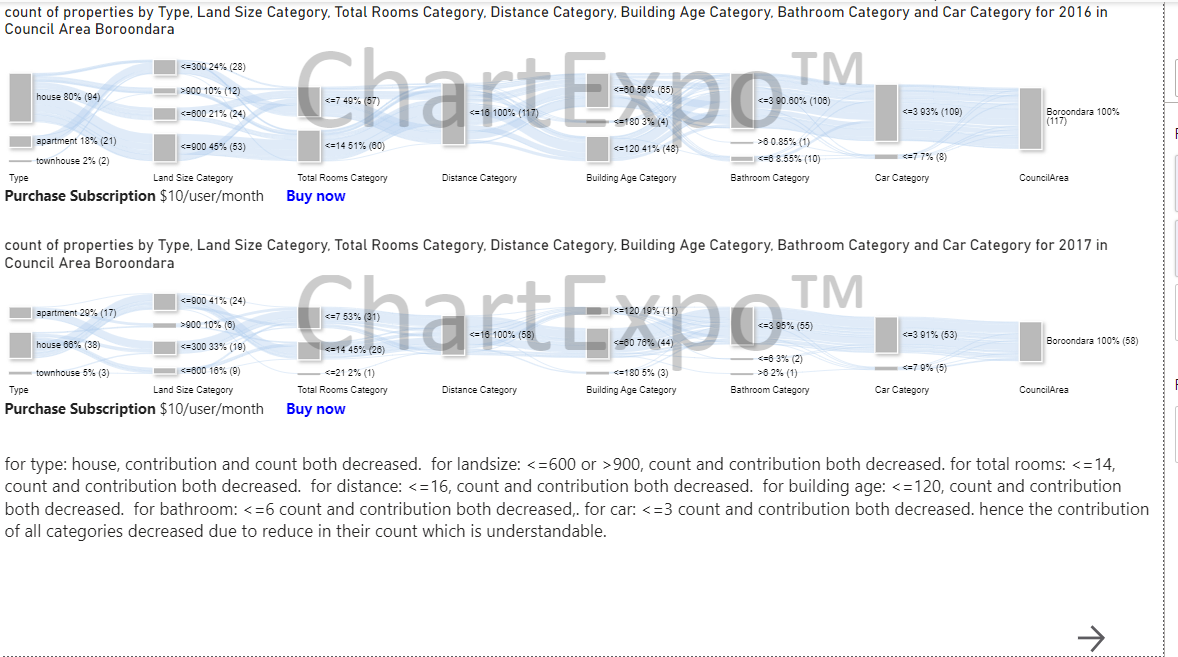 count of properties by Type, Land Size Category, Total Rooms Category, Distance Category, Building Age Category, Bathroom Category and Car Category for 2016 in
Council Area Boroondara
ChartExpo™
house 80% (94)
apartment 18% (21)
townhouse 2% (2)
<=300 24% (28)
>900 10% (12)
<=600 21% (24)
<=900 45% (53)
<=7 49% (57)
<=14 51% (60)
<=16 100% (117)
<=60 56% (65)
<=180 3% (4)
<=120 41% (48)
<=3 90.60% (106)
>6 0.85% (1)
<=6 8.55% (10)
<=3 93% (109)
<=7 7% (8)
Boroondara 100%
(117)
Type Land Size Category Total Rooms Category Distance Category Building Age Category Bathroom Category Car Category CouncilArea
Purchase Subscription $10/user/month Buy now
count of properties by Type, Land Size Category, Total Rooms Category, Distance Category, Building Age Category, Bathroom Category and Car Category for 2017 in
Council Area Boroondara
ChartExpo™
apartment 29% (17)
house 66% (38)
townhouse 5% (3)
<=900 41% (24)
>900 10% (6)
<=300 33% (19)
<=600 16% (9)
<=7 53% (31)
<=14 45% (26)
<=21 2% (1)
<=16 100% (58)
<=120 19% (11)
<=60 76% (44)
<=180 5% (3)
<=3 95% (55)
<=6 3% (2)
>6 2% (1)
<=3 91% (53)
<=7 9% (5)
Boroondara 100% (58)
Type Land Size Category Total Rooms Category Distance Category Building Age Category Bathroom Category Car Category CouncilArea
Purchase Subscription $10/user/month Buy now
for type: house, contribution and count both decreased. for landsize: <=600 or >900, count and contribution both decreased. for total rooms: <=14,
count and contribution both decreased. for distance: <=16, count and contribution both decreased. for building age: <=120, count and contribution
both decreased. for bathroom: <=6 count and contribution both decreased,. for car: <=3 count and contribution both decreased. hence the contribution
of all categories decreased due to reduce in their count which is understandable.